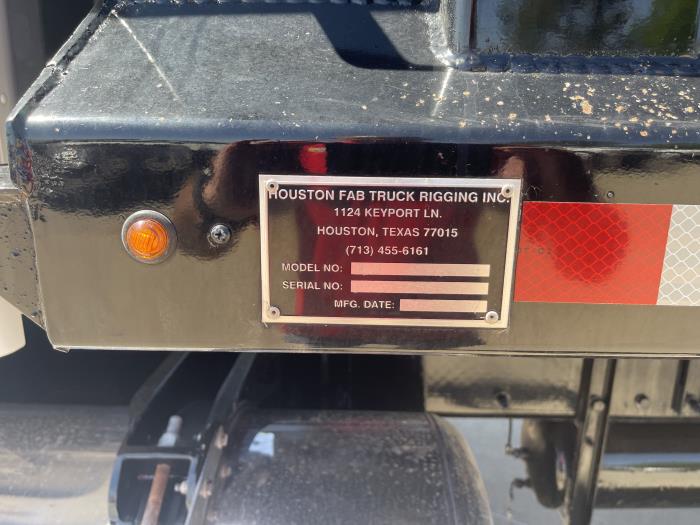 HOUSTON FAB TRUCK RIGGING INC.
1124 KEYPORT LN.
HOUSTON, TEXAS 77015
(713) 455-6161
MODEL NO:
SERIAL NO:
MFG. DATE: